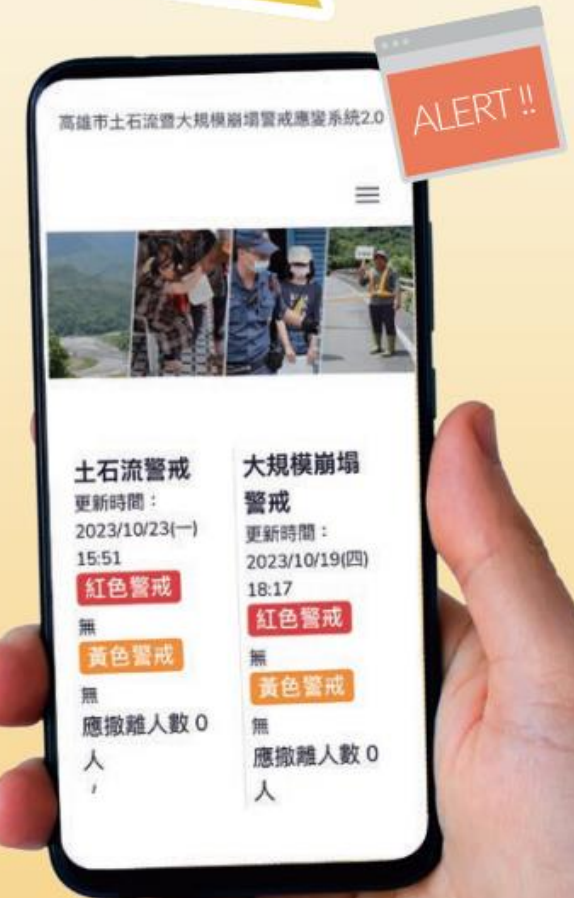 ALERT !!
高雄市土石流暨大規模崩塌警戒應變系統2.0
土石流警戒
更新時間：
2023/10/23(一)
15:51
紅色警戒
無
黃色警戒
無
應撤離人數 0
人
大規模崩塌
警戒
更新時間：
2023/10/19(四)
18:17
紅色警戒
無
黃色警戒
無
應撤離人數 0
人